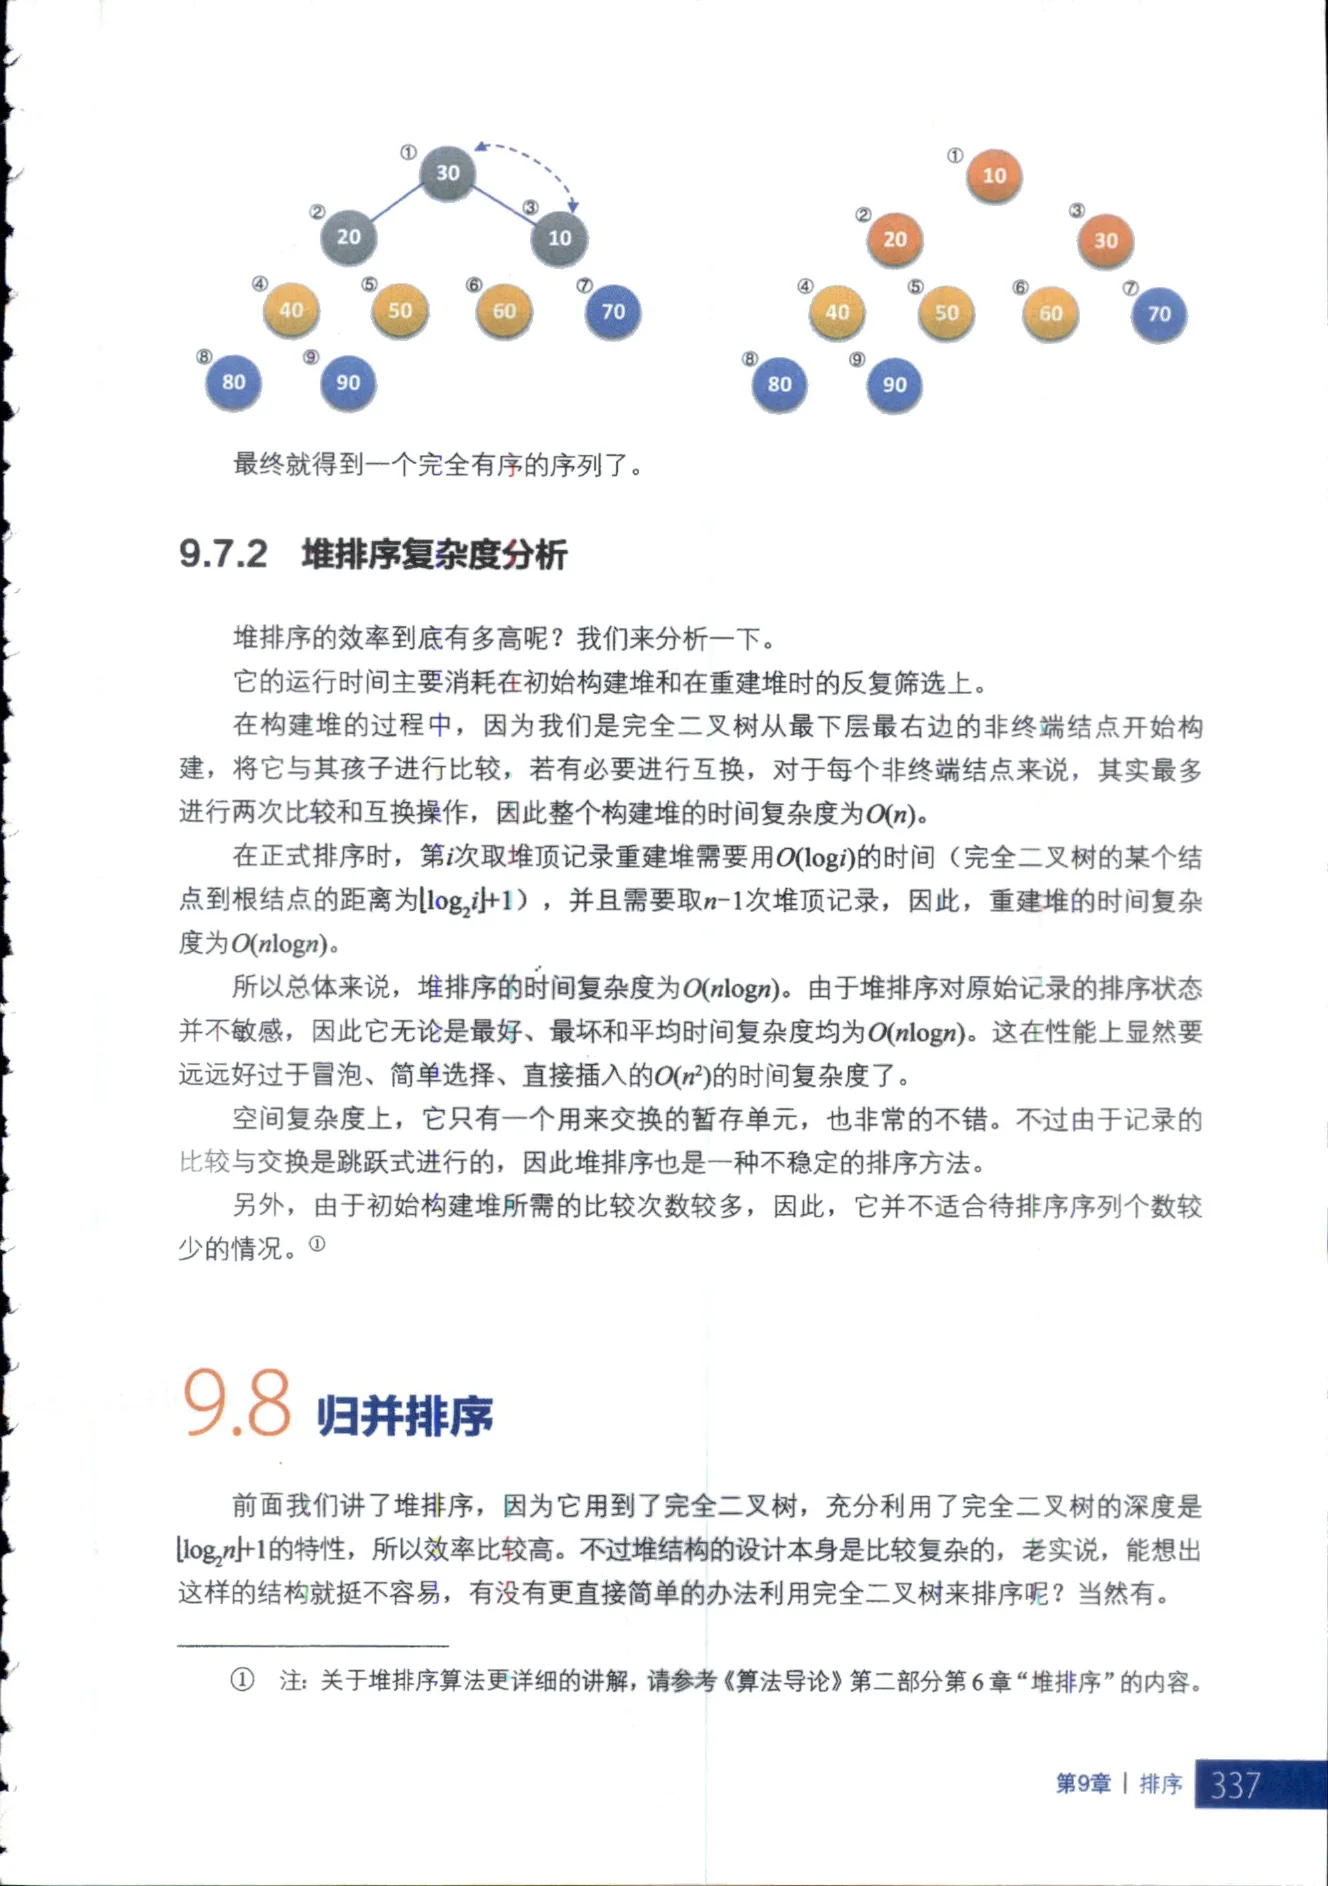 ① 30
② 20 ③ 10
④ 40 ⑤ 50 ⑥ 60 ⑦ 70
⑧ 80 ⑨ 90
① 10
② 20 ③ 30
④ 40 ⑤ 50 ⑥ 60 ⑦ 70
⑧ 80 ⑨ 90
最终就得到一个完全有序的序列了。
9.7.2 堆排序复杂度分析
堆排序的效率到底有多高呢？我们来分析一下。
它的运行时间主要消耗在初始构建堆和在重建堆时的反复筛选上。
在构建堆的过程中，因为我们是完全二叉树从最下层最右边的非终端结点开始构
建，将它与其孩子进行比较，若有必要进行互换，对于每个非终端结点来说，其实最多
进行两次比较和互换操作，因此整个构建堆的时间复杂度为O(n)。
在正式排序时，第i次取堆顶记录重建堆需要用O(logi)的时间（完全二叉树的某个结
点到根结点的距离为⌊log₂i⌋+1），并且需要取n-1次堆顶记录，因此，重建堆的时间复杂
度为O(nlogn)。
所以总体来说，堆排序的时间复杂度为O(nlogn)。由于堆排序对原始记录的排序状态
并不敏感，因此它无论是最好、最坏和平均时间复杂度均为O(nlogn)。这在性能上显然要
远远好过于冒泡、简单选择、直接插入的O(n²)的时间复杂度了。
空间复杂度上，它只有一个用来交换的暂存单元，也非常的不错。不过由于记录的
比较与交换是跳跃式进行的，因此堆排序也是一种不稳定的排序方法。
另外，由于初始构建堆所需的比较次数较多，因此，它并不适合待排序序列个数较
少的情况。①
9.8 归并排序
前面我们讲了堆排序，因为它用到了完全二叉树，充分利用了完全二叉树的深度是
⌊log₂n⌋+1的特性，所以效率比较高。不过堆结构的设计本身是比较复杂的，老实说，能想出
这样的结构就挺不容易，有没有更直接简单的办法利用完全二叉树来排序呢？当然有。
① 注：关于堆排序算法更详细的讲解，请参考《算法导论》第二部分第6章“堆排序”的内容。
第9章 | 排序 337